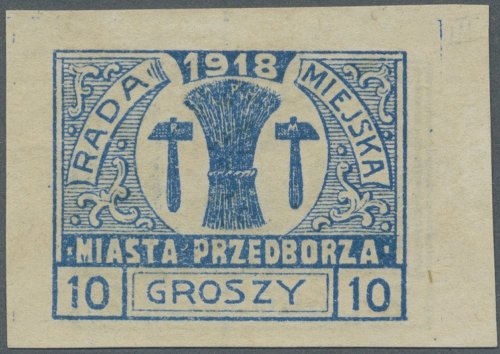 1918
RADA MIEJSKA
R M
MIASTA PRZEDBORZA
10 GROSZY 10